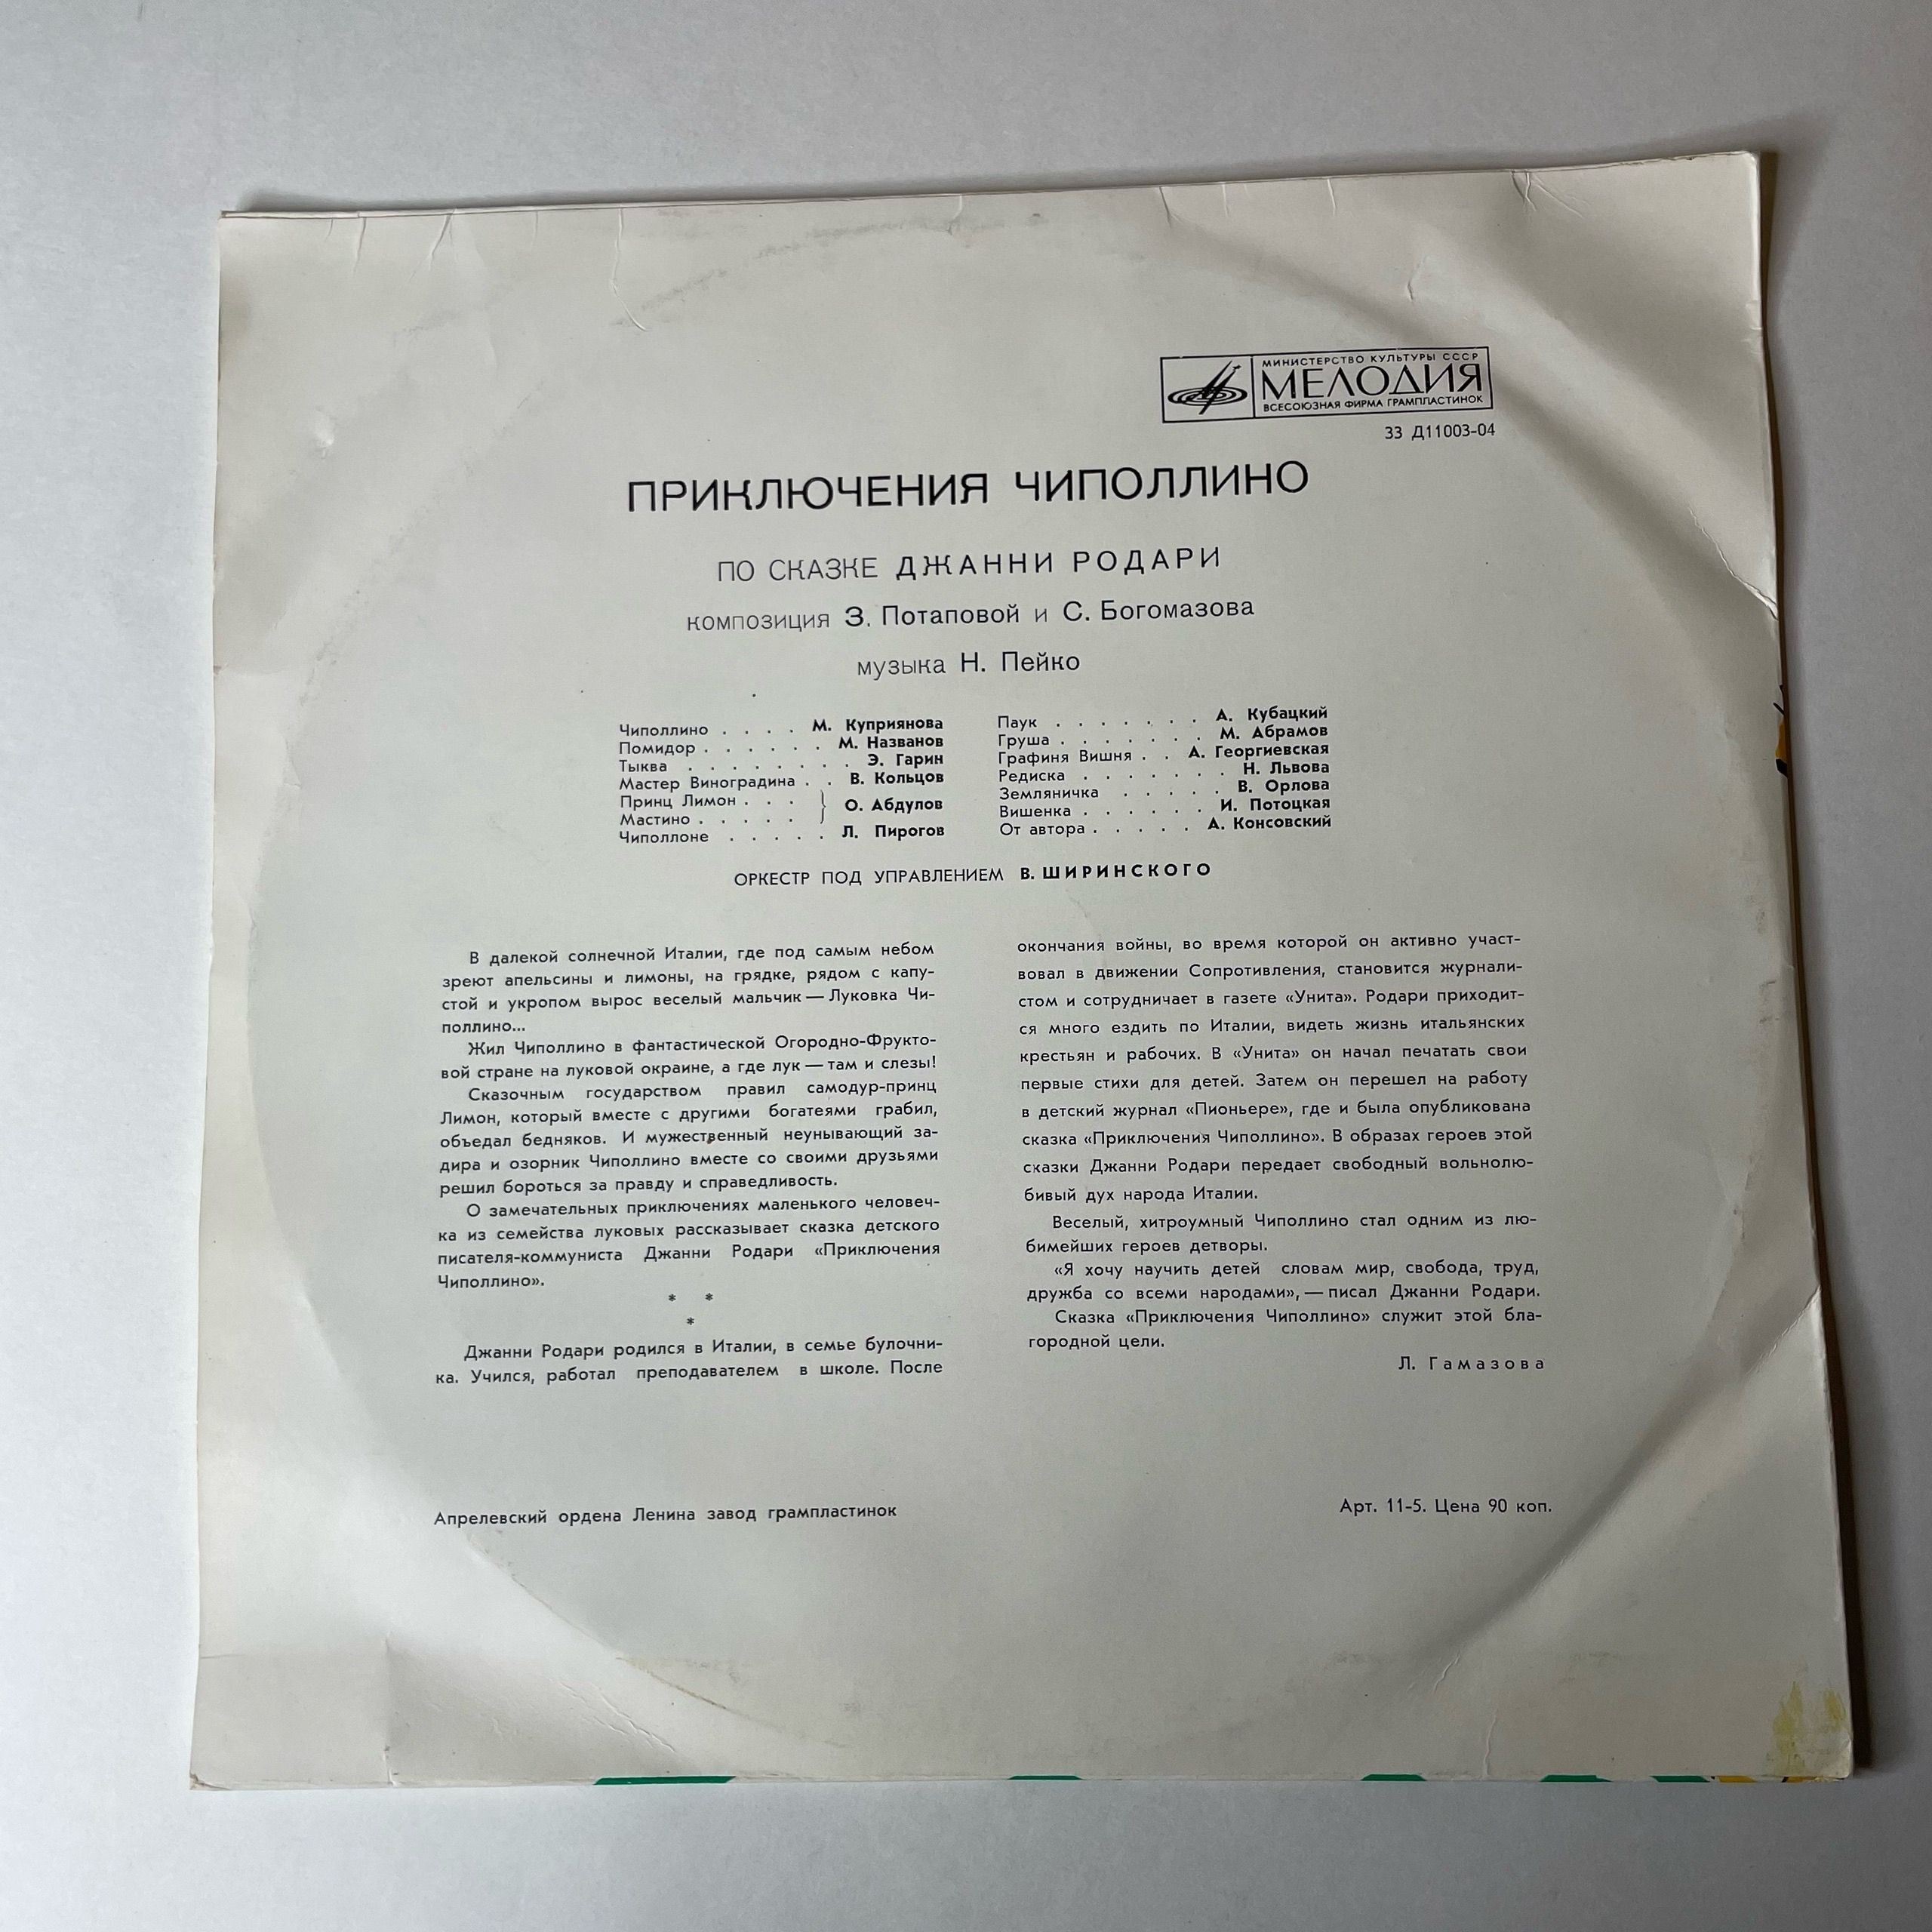 МИНИСТЕРСТВО КУЛЬТУРЫ СССР
МЕЛОДИЯ
ВСЕСОЮЗНАЯ ФИРМА ГРАМПЛАСТИНОК
33 Д11003-04
ПРИКЛЮЧЕНИЯ ЧИПОЛЛИНО
ПО СКАЗКЕ ДЖАННИ РОДАРИ
композиция З. Потаповой и С. Богомазова
музыка Н. Пейко
Чиполлино . . . . М. Куприянова
Помидор . . . . . . М. Названов
Тыква . . . . . . . . Э. Гарин
Мастер Виноградина . . В. Кольцов
Принц Лимон . . . } О. Абдулов
Мастино . . . . .
Чиполлоне . . . . . Л. Пирогов
Паук . . . . . . . А. Кубацкий
Груша . . . . . . . М. Абрамов
Графиня Вишня . . А. Георгиевская
Редиска . . . . . . . Н. Львова
Земляничка . . . . . В. Орлова
Вишенка . . . . . . И. Потоцкая
От автора . . . . . А. Консовский
ОРКЕСТР ПОД УПРАВЛЕНИЕМ В. ШИРИНСКОГО
В далекой солнечной Италии, где под самым небом
зреют апельсины и лимоны, на грядке, рядом с капу-
стой и укропом вырос веселый мальчик — Луковка Чи-
поллино...
Жил Чиполлино в фантастической Огородно-Фрукто-
вой стране на луковой окраине, а где лук — там и слезы!
Сказочным государством правил самодур-принц
Лимон, который вместе с другими богатеями грабил,
объедал бедняков. И мужественный неунывающий за-
дира и озорник Чиполлино вместе со своими друзьями
решил бороться за правду и справедливость.
О замечательных приключениях маленького человеч-
ка из семейства луковых рассказывает сказка детского
писателя-коммуниста Джанни Родари «Приключения
Чиполлино».
* *
*
Джанни Родари родился в Италии, в семье булочни-
ка. Учился, работал преподавателем в школе. После
окончания войны, во время которой он активно участ-
вовал в движении Сопротивления, становится журнали-
стом и сотрудничает в газете «Унита». Родари приходит-
ся много ездить по Италии, видеть жизнь итальянских
крестьян и рабочих. В «Унита» он начал печатать свои
первые стихи для детей. Затем он перешел на работу
в детский журнал «Пионьере», где и была опубликована
сказка «Приключения Чиполлино». В образах героев этой
сказки Джанни Родари передает свободный вольнолю-
бивый дух народа Италии.
Веселый, хитроумный Чиполлино стал одним из лю-
бимейших героев детворы.
«Я хочу научить детей словам мир, свобода, труд,
дружба со всеми народами», — писал Джанни Родари.
Сказка «Приключения Чиполлино» служит этой бла-
городной цели.
Л. Гамазова
Апрелевский ордена Ленина завод грампластинок
Арт. 11-5. Цена 90 коп.